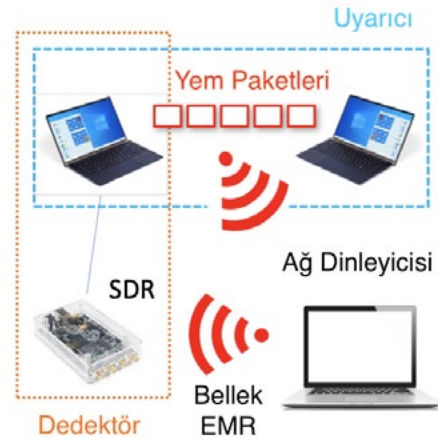 Uyarıcı
Yem Paketleri
Ağ Dinleyicisi
SDR
Bellek
EMR
Dedektör